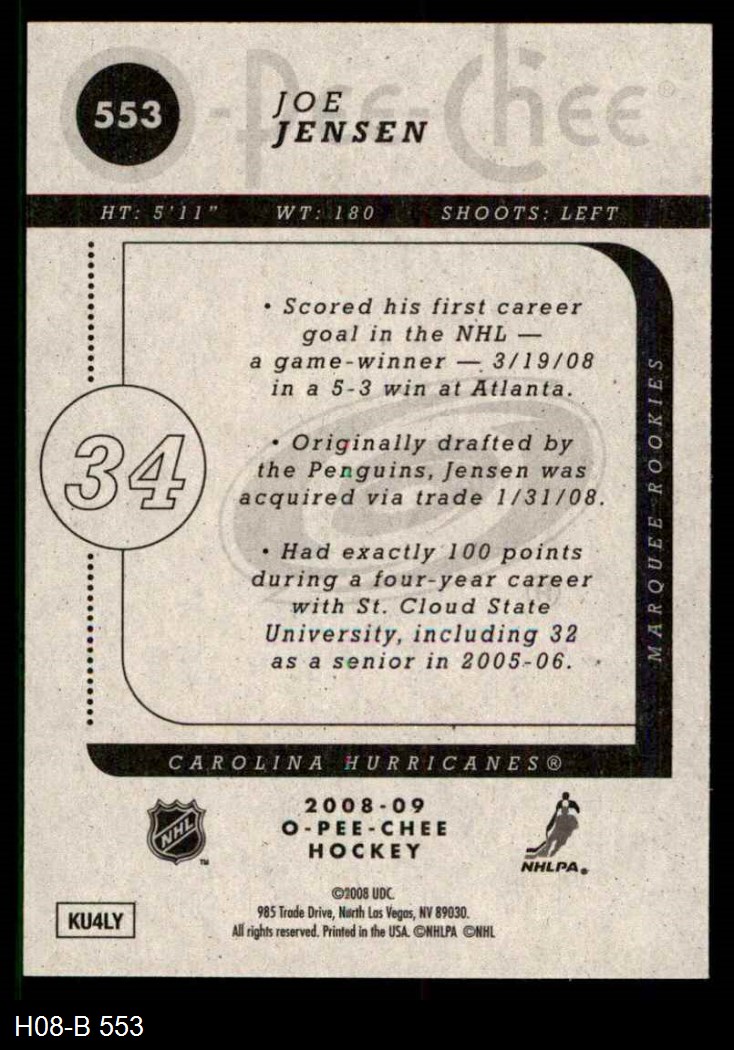 O-Pee-Chee®
553
JOE
JENSEN
HT: 5'11" WT: 180 SHOOTS: LEFT
• Scored his first career
goal in the NHL —
a game-winner — 3/19/08
in a 5-3 win at Atlanta.
34
• Originally drafted by
the Penguins, Jensen was
acquired via trade 1/31/08.
• Had exactly 100 points
during a four-year career
with St. Cloud State
University, including 32
as a senior in 2005-06.
MARQUEE ROOKIES
CAROLINA HURRICANES®
2008-09
O-PEE-CHEE
HOCKEY
NHL
TM
NHLPA®
©2008 UDC.
985 Trade Drive, North Las Vegas, NV 89030.
All rights reserved. Printed in the USA. ©NHLPA ©NHL
KU4LY
H08-B 553